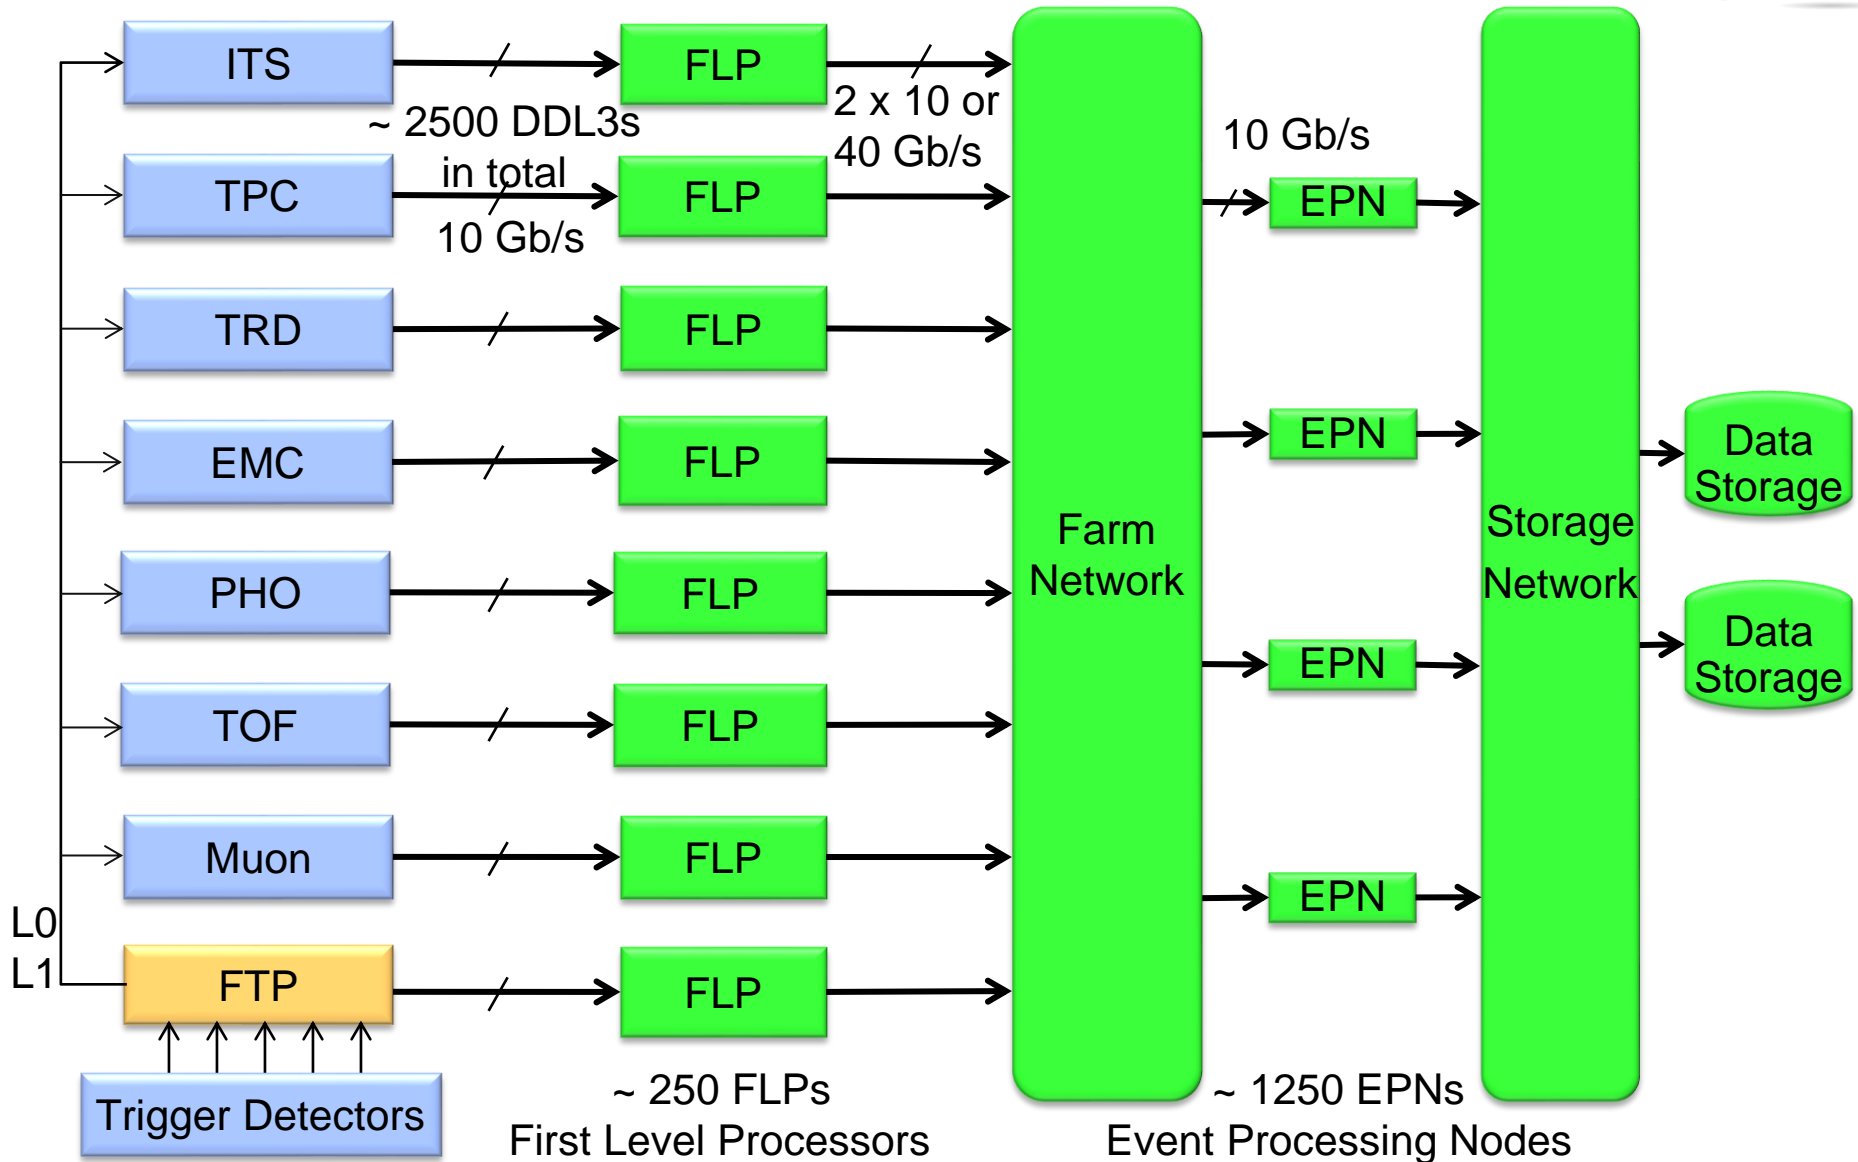 ITS
FLP
~ 2500 DDL3s
in total
10 Gb/s
2 x 10 or
40 Gb/s
10 Gb/s
TPC
FLP
EPN
TRD
FLP
EMC
FLP
EPN
Data
Storage
Farm
Network
Storage
Network
PHO
FLP
Data
Storage
TOF
FLP
EPN
Muon
FLP
EPN
L0
L1
FTP
FLP
Trigger Detectors
~ 250 FLPs
First Level Processors
~ 1250 EPNs
Event Processing Nodes